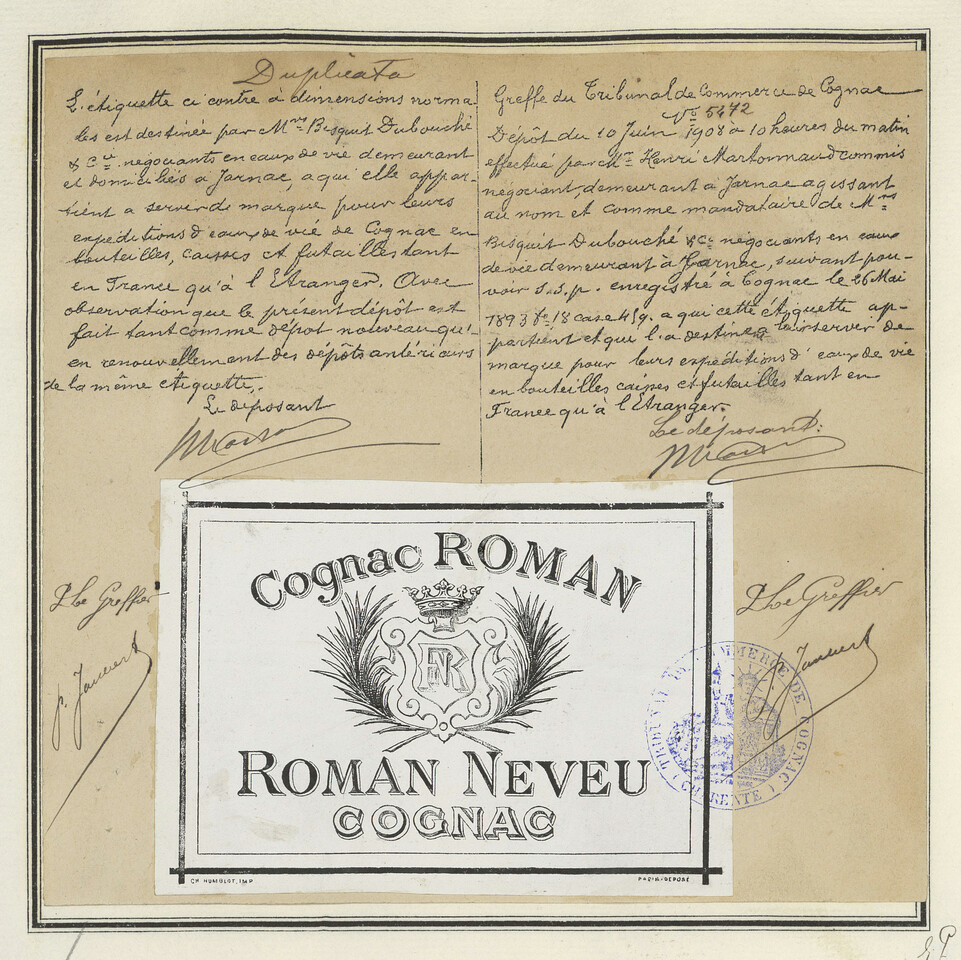 Duplicata
L'étiquette ci contre à dimensions norma-
les est destinée par Mrs Bisquit Dubouché
& Cie négociants en eaux de vie demeurant
et domiciliés à Jarnac, a qui elle appar-
tient a servir de marque pour leurs
expéditions d'eaux de vie de Cognac en
bouteilles, caisses et futailles tant
en France qu'à l'Etranger. Avec
observation que le présent dépôt est
fait tant comme dépôt nouveau qu'
en renouvellement des dépôts antérieurs
de la même étiquette.
Le déposant
Greffe du Tribunal de Commerce de Cognac
No 5472
Dépôt du 10 Juin 1908 à 10 heures du matin
effectué par Mr Henri Martonnaud commis
négociant demeurant à Jarnac agissant
au nom et comme mandataire de Mrs
Bisquit Dubouché & Cie négociants en eaux
de vie demeurant à Jarnac, suivant pou-
voir s.s.p. enregistré à Cognac le 26 Mai
1893 fo 18 case 459. a qui cette étiquette ap-
partient et qui l'a destinée à leur servir de
marque pour leurs expéditions d'eaux de vie
en bouteilles caisses et futailles tant en
France qu'à l'Etranger.
Le déposant:
Cognac ROMAN
RN
ROMAN NEVEU
COGNAC
CH. HUMBLOT, IMP
PARIS. DÉPOSÉ
P. Le Greffier
P. Le Greffier
TRIBUNAL DE COMMERCE DE COGNAC
(CHARENTE)